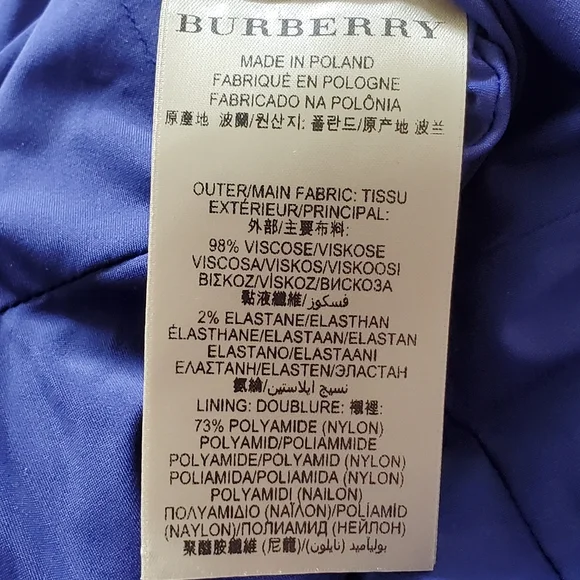 BURBERRY
MADE IN POLAND
FABRIQUÉ EN POLOGNE
FABRICADO NA POLÔNIA
原產地 波蘭/원산지: 폴란드/原产地 波兰
OUTER/MAIN FABRIC: TISSU
EXTÉRIEUR/PRINCIPAL:
外部/主要布料:
98% VISCOSE/VISKOSE
VISCOSA/VISKOS/VISKOOSI
ΒΙΣΚΟΖ/VİSKOZ/ВИСКОЗА
黏液纖維/فسكوز
2% ELASTANE/ELASTHAN
ÉLASTHANE/ELASTAAN/ELASTAN
ELASTANO/ELASTAANI
ΕΛΑΣΤΑΝΗ/ELASTEN/ЭЛАСТАН
氨綸/نسيج ايلاستين
LINING: DOUBLURE: 襯裡:
73% POLYAMIDE (NYLON)
POLYAMID/POLIAMMIDE
POLYAMIDE/POLYAMID (NYLON)
POLIAMIDA/POLIAMIDA (NYLON)
POLYAMIDI (NAILON)
ΠΟΛΥΑΜΙΔΙΟ (ΝΑΪΛΟΝ)/POLİAMİD
(NAYLON)/ПОЛИАМИД (НЕЙЛОН)
聚醯胺纖維 (尼龍)/بولياميد (نايلون)